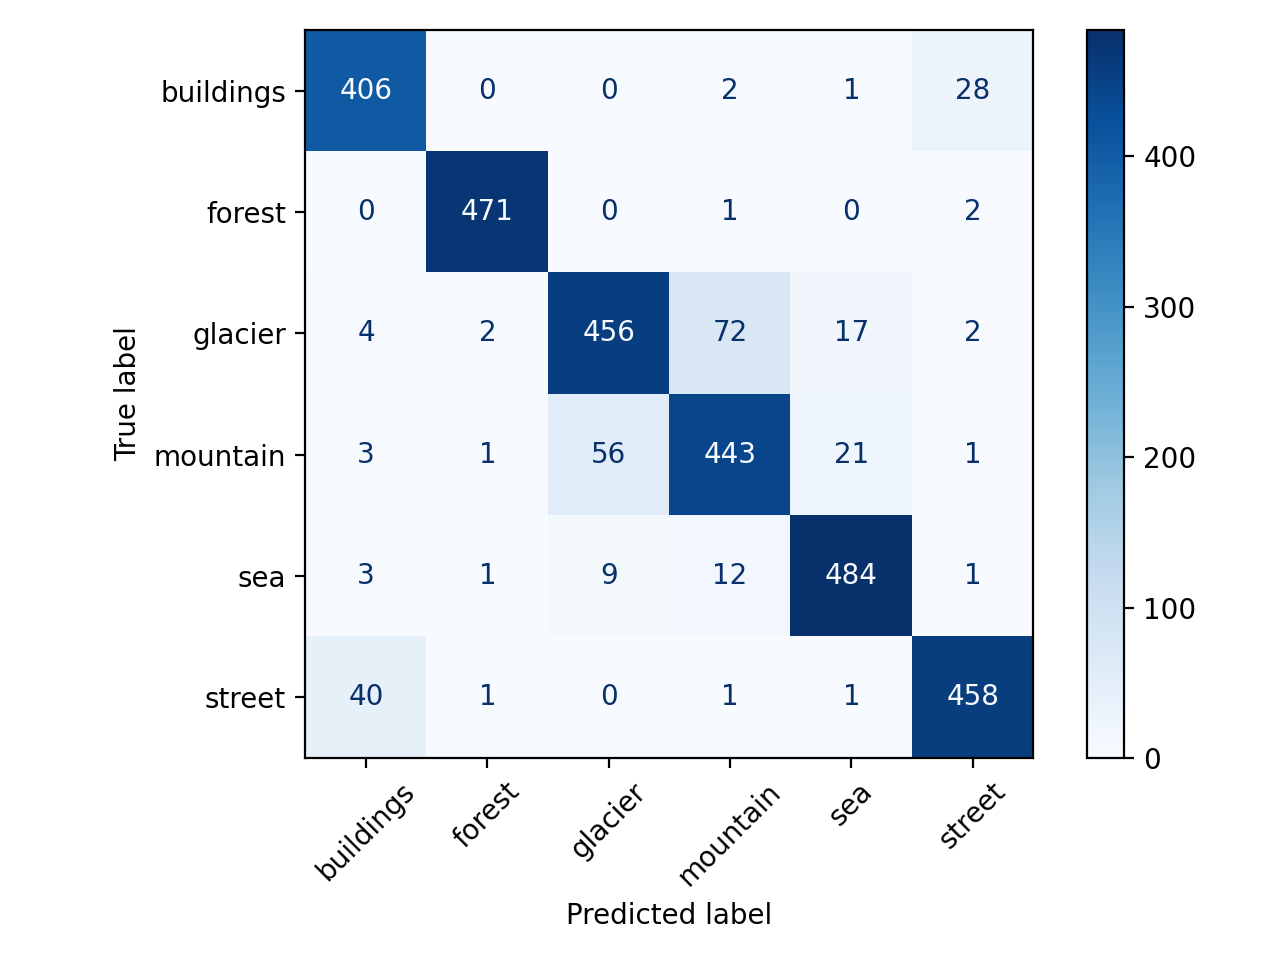 buildings 406 0 0 2 1 28
forest 0 471 0 1 0 2
glacier 4 2 456 72 17 2
mountain 3 1 56 443 21 1
sea 3 1 9 12 484 1
street 40 1 0 1 1 458
True label
buildings forest glacier mountain sea street
Predicted label
400
300
200
100
0